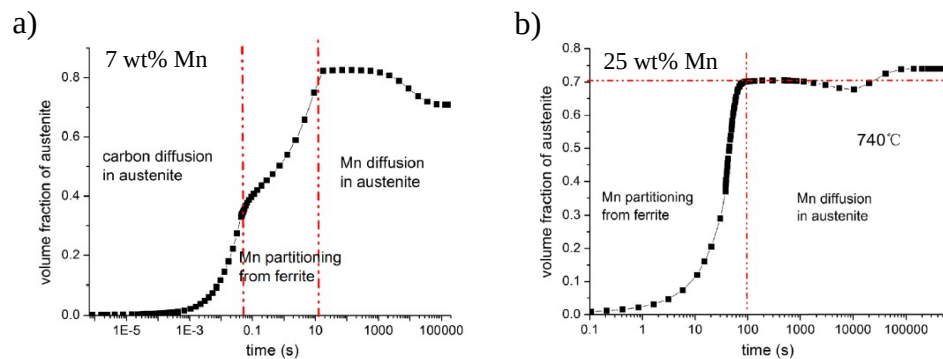 a)
7 wt% Mn
volume fraction of austenite
0.8
0.6
0.4
0.2
0.0
carbon diffusion
in austenite
Mn partitioning
from ferrite
Mn diffusion
in austenite
1E-5 1E-3 0.1 10 1000 100000
time (s)
b)
25 wt% Mn
volume fraction of austenite
0.8
0.7
0.6
0.5
0.4
0.3
0.2
0.1
0.0
740℃
Mn partitioning
from ferrite
Mn diffusion
in austenite
0.1 1 10 100 1000 10000 100000
time (s)